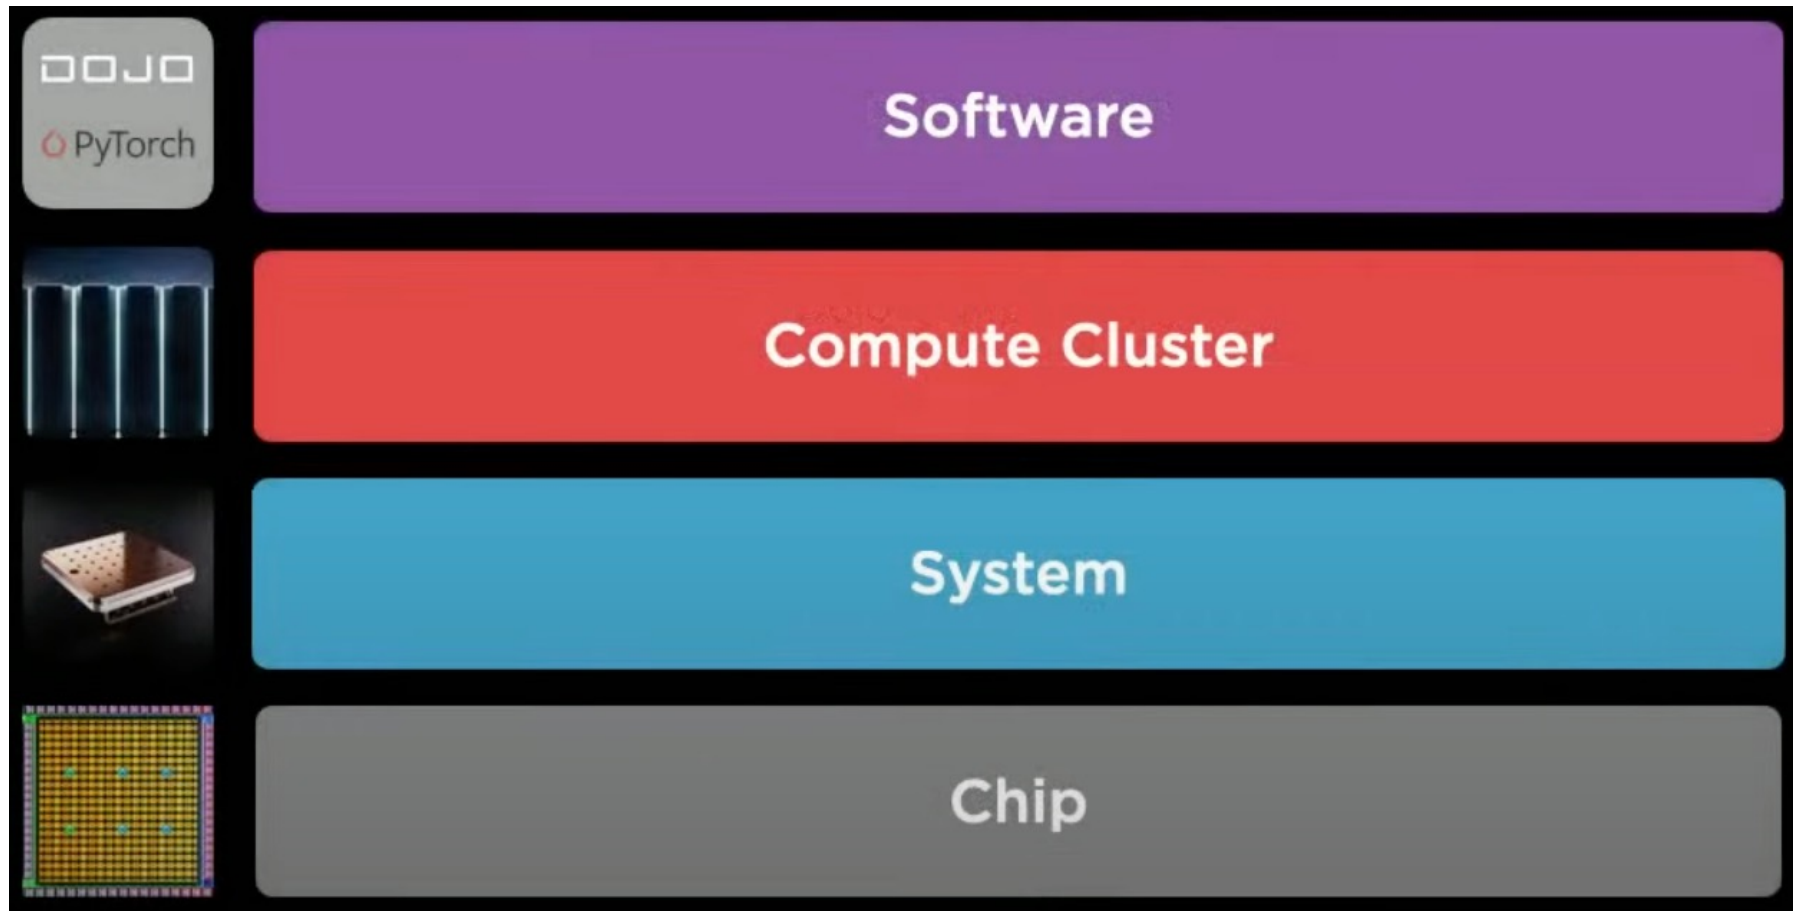 DOJO
PyTorch
Software
Compute Cluster
System
Chip